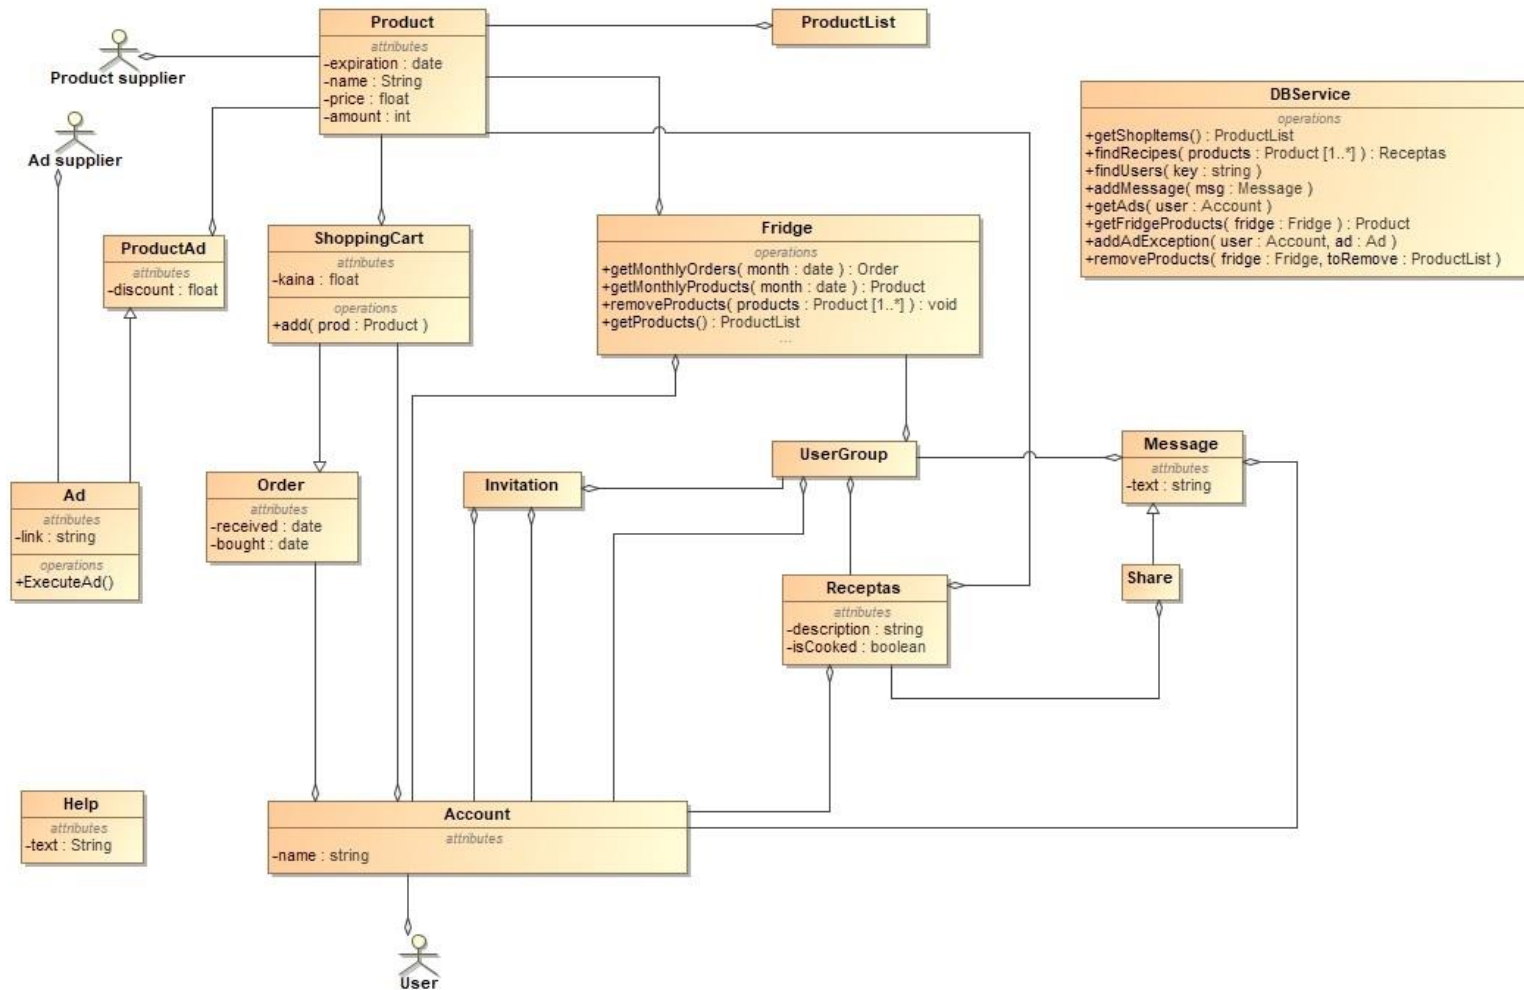 Product
attributes
-expiration : date
-name : String
-price : float
-amount : int
ProductList
Product supplier
Ad supplier
DBService
operations
+getShopItems() : ProductList
+findRecipes( products : Product [1..*] ) : Receptas
+findUsers( key : string )
+addMessage( msg : Message )
+getAds( user : Account )
+getFridgeProducts( fridge : Fridge ) : Product
+addAdException( user : Account, ad : Ad )
+removeProducts( fridge : Fridge, toRemove : ProductList )
ProductAd
attributes
-discount : float
ShoppingCart
attributes
-kaina : float
operations
+add( prod : Product )
Fridge
operations
+getMonthlyOrders( month : date ) : Order
+getMonthlyProducts( month : date ) : Product
+removeProducts( products : Product [1..*] ) : void
+getProducts() : ProductList
...
Ad
attributes
-link : string
operations
+ExecuteAd()
Order
attributes
-received : date
-bought : date
Invitation
UserGroup
Message
attributes
-text : string
Receptas
attributes
-description : string
-isCooked : boolean
Share
Help
attributes
-text : String
Account
attributes
-name : string
User